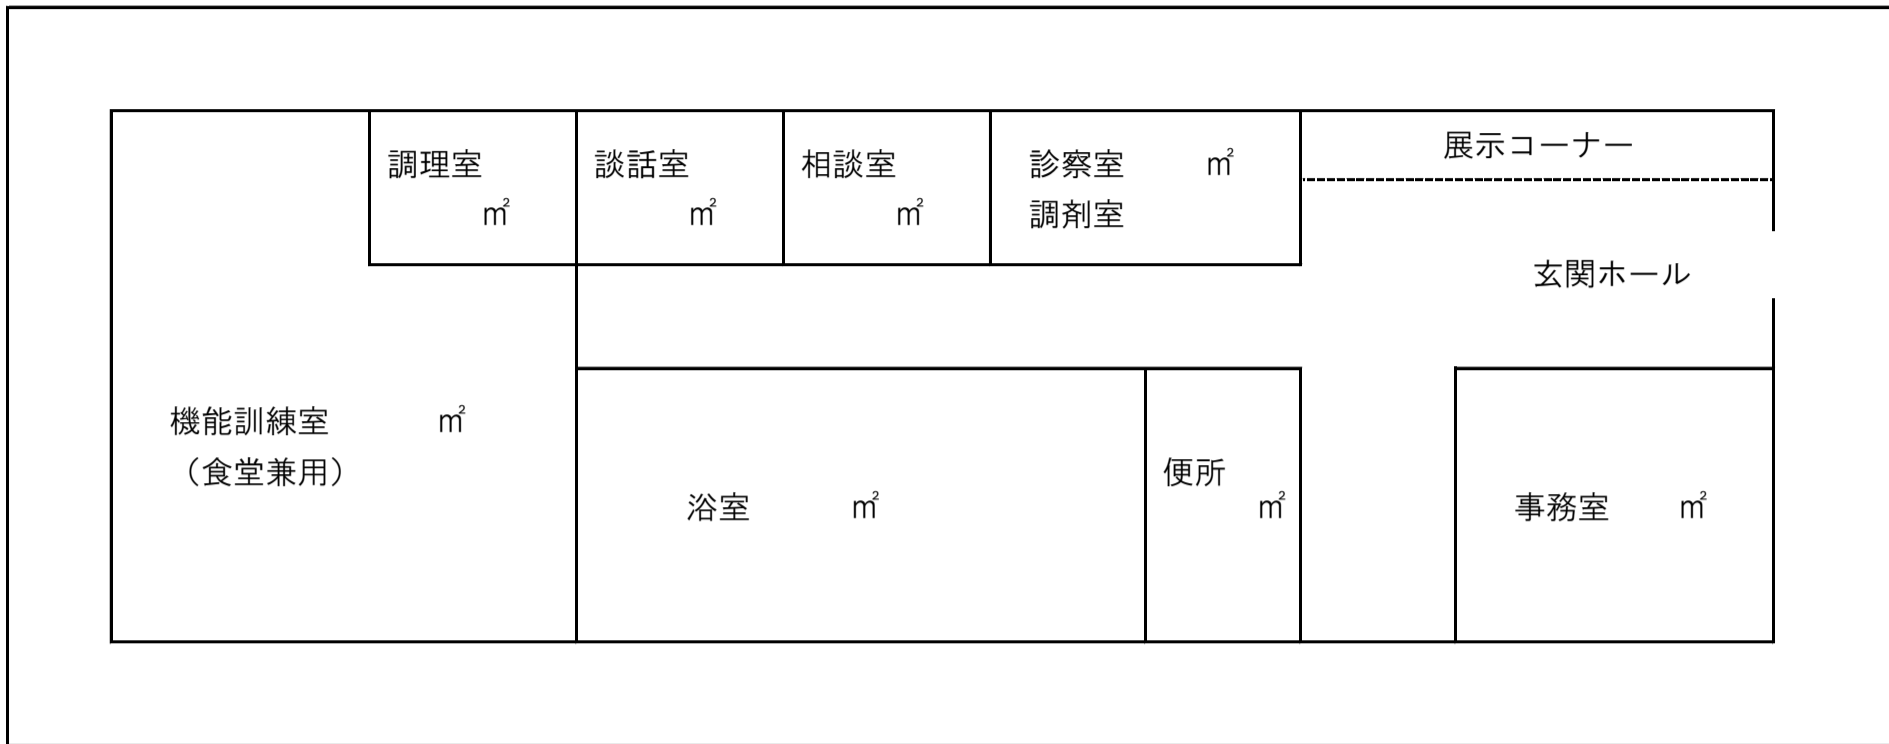 調理室
㎡
談話室
㎡
相談室
㎡
診察室 ㎡
調剤室
展示コーナー
玄関ホール
機能訓練室 ㎡
（食堂兼用）
浴室 ㎡
便所
㎡
事務室 ㎡